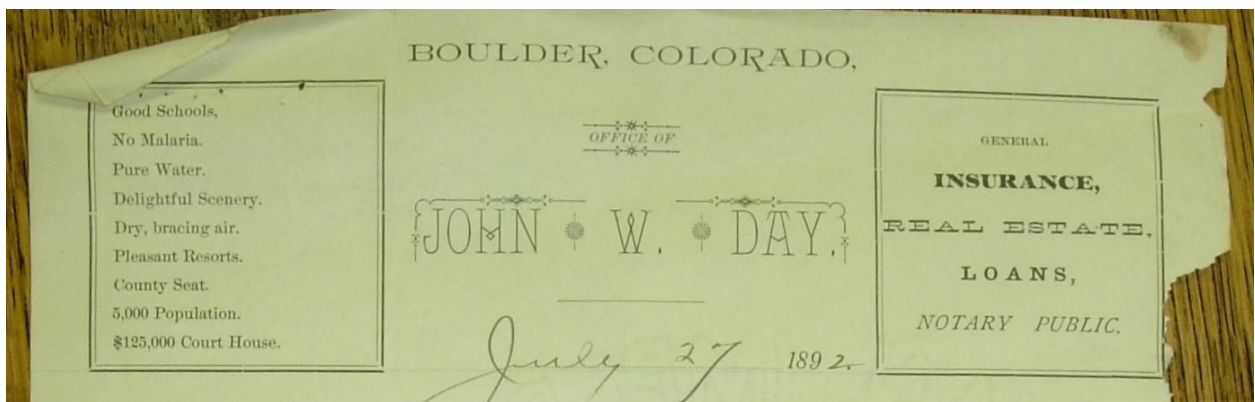 BOULDER, COLORADO,
Good Schools,
No Malaria.
Pure Water.
Delightful Scenery.
Dry, bracing air.
Pleasant Resorts.
County Seat.
5,000 Population.
$125,000 Court House.
OFFICE OF
JOHN W. DAY.
July 27 1892.
GENERAL
INSURANCE,
REAL ESTATE,
LOANS,
NOTARY PUBLIC.